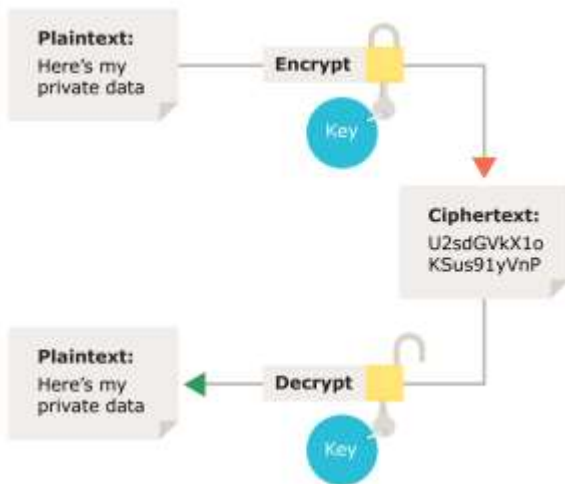 Plaintext:
Here's my
private data
Encrypt
Key
Ciphertext:
U2sdGVkX1o
KSus91yVnP
Plaintext:
Here's my
private data
Decrypt
Key